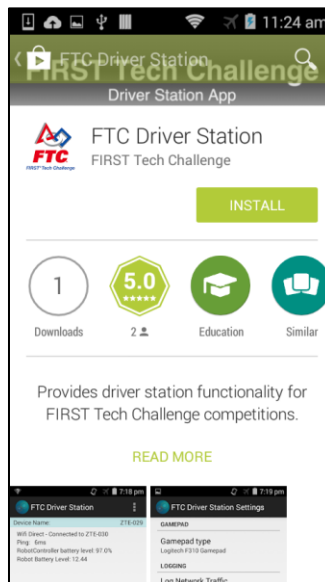 11:24 am
FTC Driver Station
FIRST Tech Challenge
Driver Station App
FTC
FIRST Tech Challenge
FTC Driver Station
FIRST Tech Challenge
INSTALL
1
5.0
Downloads
2
Education
Similar
Provides driver station functionality for
FIRST Tech Challenge competitions.
READ MORE
7:18 pm
FTC Driver Station
Device Name: ZTE-029
Wifi Direct - Connected to ZTE-030
Ping: 6ms
RobotController battery level: 97.0%
Robot Battery Level: 12.44
7:19 pm
FTC Driver Station Settings
GAMEPAD
Gamepad type
Logitech F310 Gamepad
LOGGING
Log Network Traffic